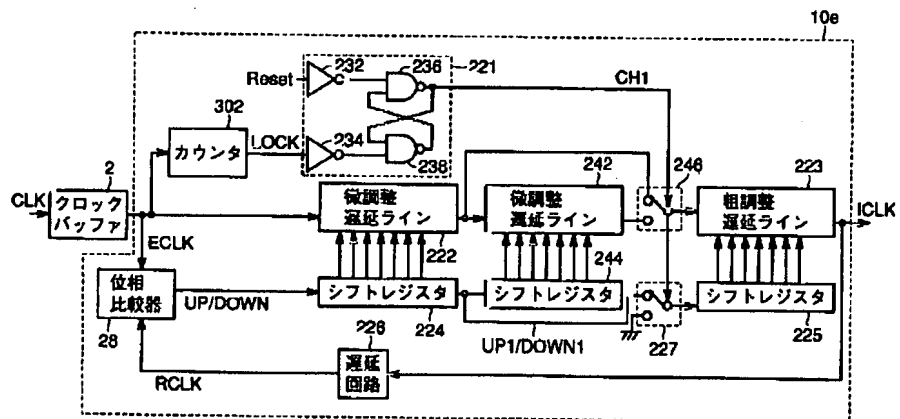 10e
232
236
221
Reset
CH1
302
234
LOCK
238
カウンタ
2
242
246
223
CLK
クロック
バッファ
微調整
遅延ライン
微調整
遅延ライン
粗調整
遅延ライン
ICLK
ECLK
222
244
位相
比較器
UP/DOWN
シフトレジスタ
シフトレジスタ
シフトレジスタ
28
226
224
UP1/DOWN1
227
225
RCLK
遅延
回路